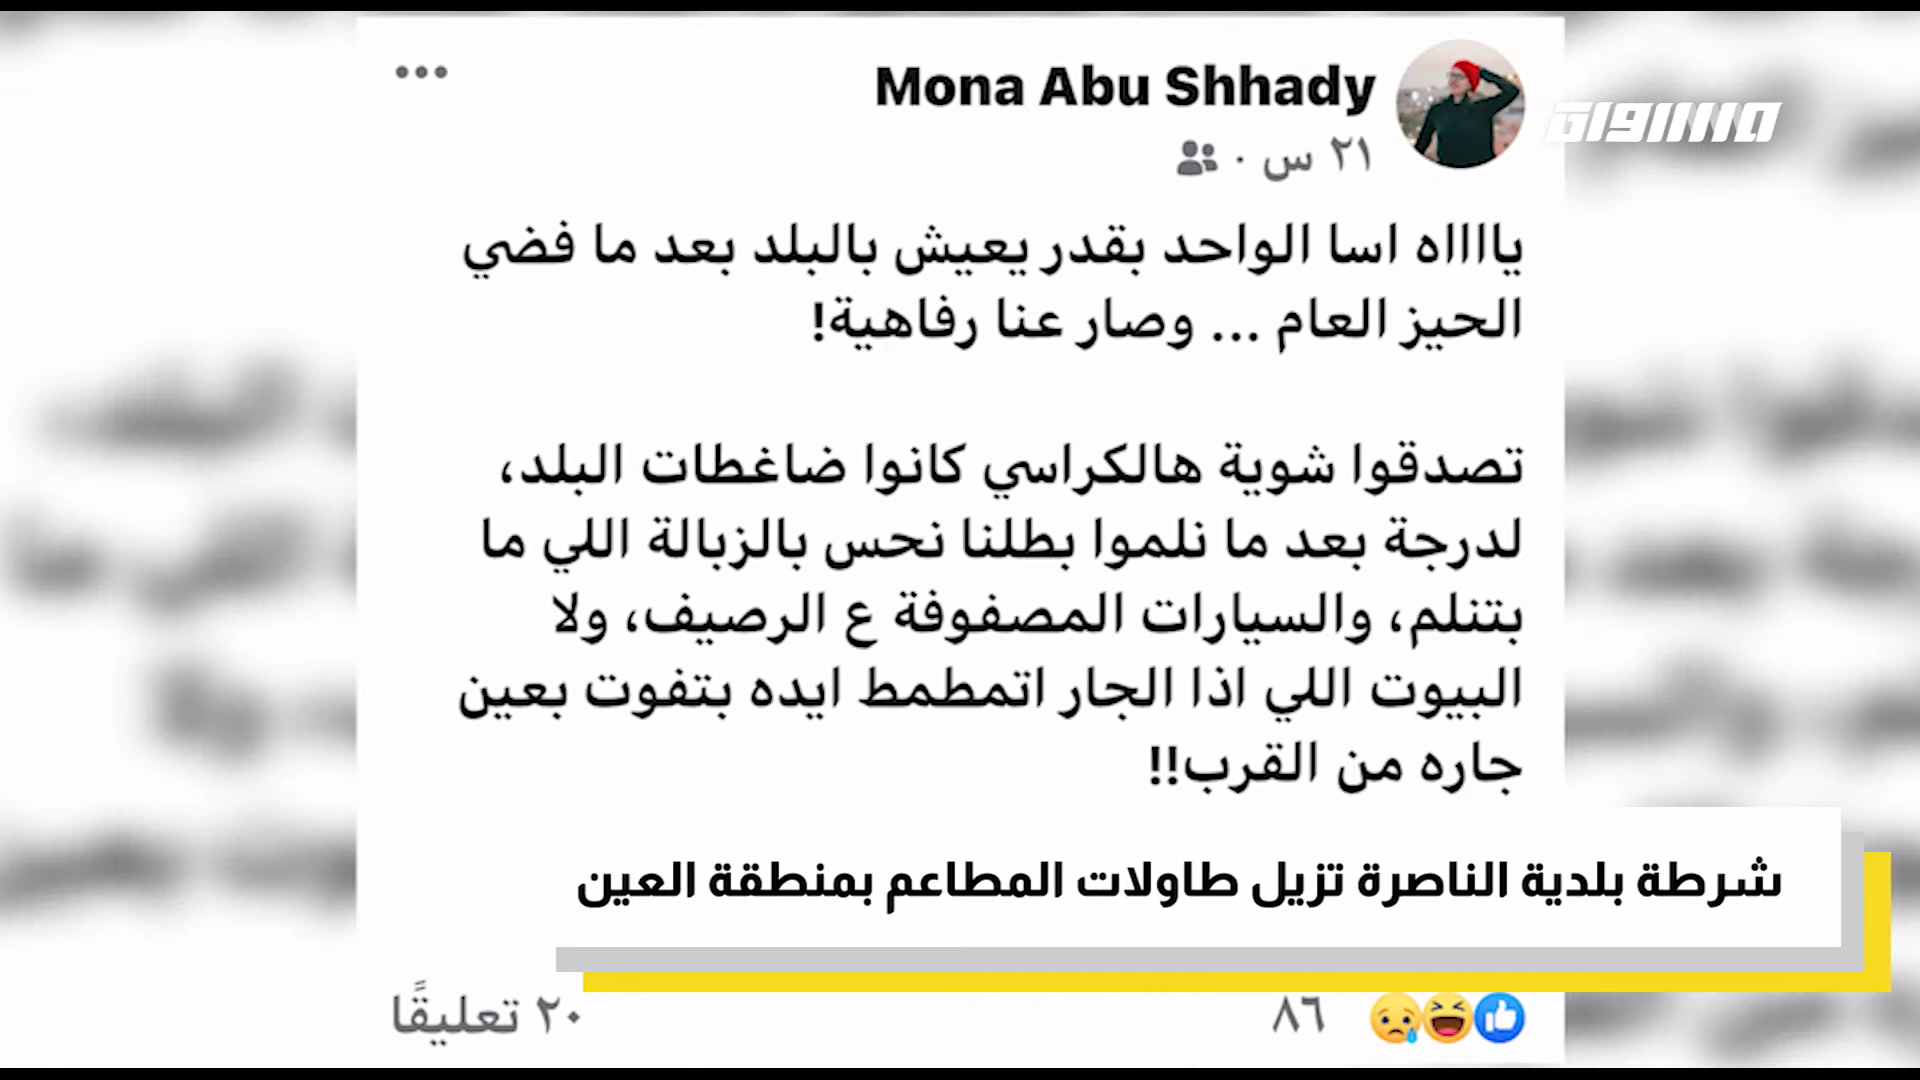 Mona Abu Shhady
مساواة
٢١ س ·
ياااااه اسا الواحد بقدر يعيش بالبلد بعد ما فضي
الحيز العام ... وصار عنا رفاهية!
تصدقوا شوية هالكراسي كانوا ضاغطات البلد،
لدرجة بعد ما نلموا بطلنا نحس بالزبالة اللي ما
بتنلم، والسيارات المصفوفة ع الرصيف، ولا
البيوت اللي اذا الجار اتمطمط ايده بتفوت بعين
جاره من القرب!!
شرطة بلدية الناصرة تزيل طاولات المطاعم بمنطقة العين
٨٦
٢٠ تعليقًا